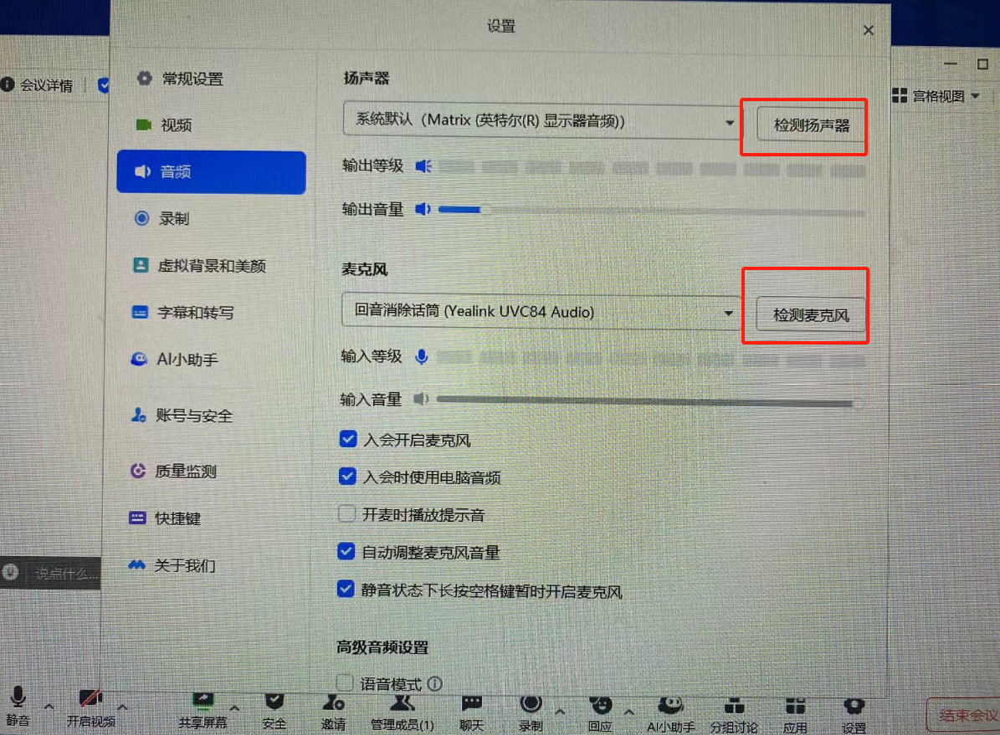 设置
会议详情
宫格视图
常规设置
视频
音频
录制
虚拟背景和美颜
字幕和转写
AI小助手
账号与安全
质量监测
快捷键
关于我们
扬声器
系统默认（Matrix (英特尔(R) 显示器音频))
检测扬声器
输出等级
输出音量
麦克风
回音消除话筒 (Yealink UVC84 Audio)
检测麦克风
输入等级
输入音量
入会开启麦克风
入会时使用电脑音频
开麦时播放提示音
自动调整麦克风音量
静音状态下长按空格键暂时开启麦克风
高级音频设置
语音模式
说点什么...
静音
开启视频
共享屏幕
安全
邀请
管理成员(1)
聊天
录制
回应
AI小助手
分组讨论
应用
设置
结束会议